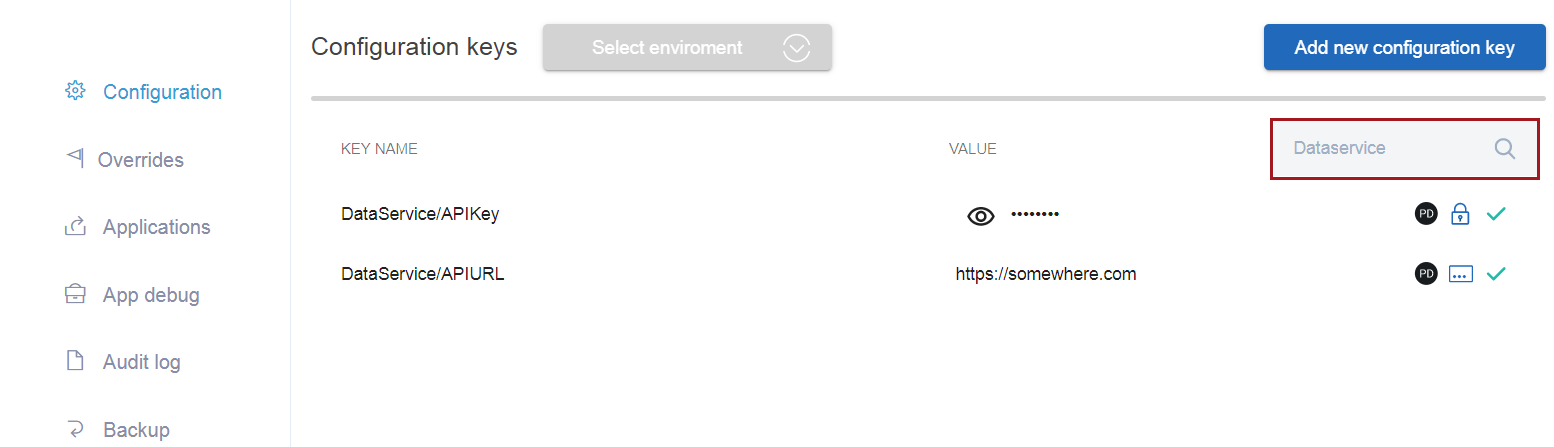 Configuration keys
Select enviroment
Add new configuration key
Configuration
Overrides
Applications
App debug
Audit log
Backup
KEY NAME
VALUE
Dataservice
DataService/APIKey
••••••••
PD
DataService/APIURL
https://somewhere.com
PD